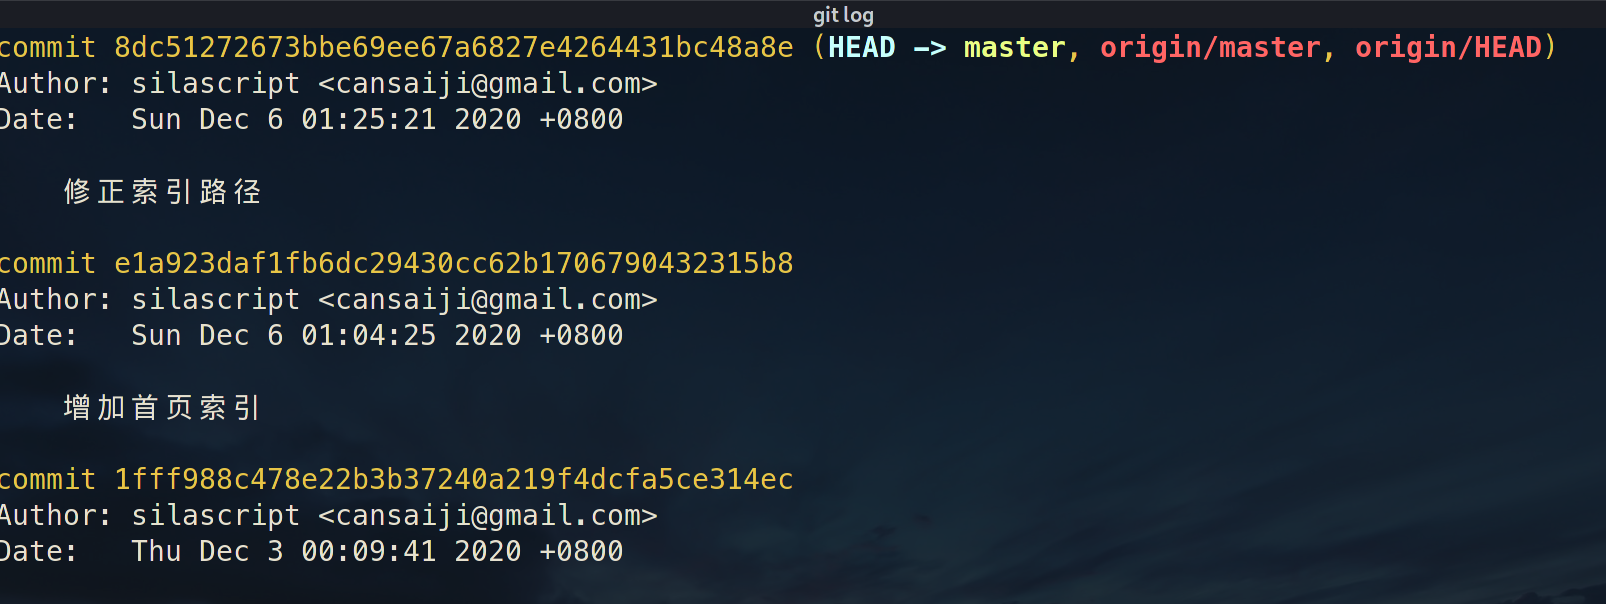 git log
commit 8dc51272673bbe69ee67a6827e4264431bc48a8e (HEAD -> master, origin/master, origin/HEAD)
Author: silascript <cansaiji@gmail.com>
Date:   Sun Dec 6 01:25:21 2020 +0800
修正索引路径
commit e1a923daf1fb6dc29430cc62b1706790432315b8
Author: silascript <cansaiji@gmail.com>
Date:   Sun Dec 6 01:04:25 2020 +0800
增加首页索引
commit 1fff988c478e22b3b37240a219f4dcfa5ce314ec
Author: silascript <cansaiji@gmail.com>
Date:   Thu Dec 3 00:09:41 2020 +0800